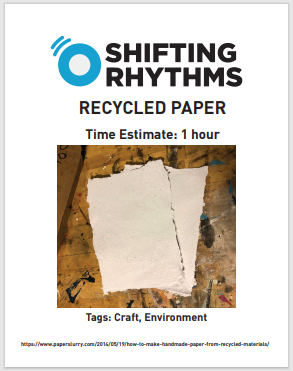 SHIFTING
RHYTHMS
RECYCLED PAPER
Time Estimate: 1 hour
Tags: Craft, Environment
https://www.paperslurry.com/2014/05/19/how-to-make-handmade-paper-from-recycled-materials/